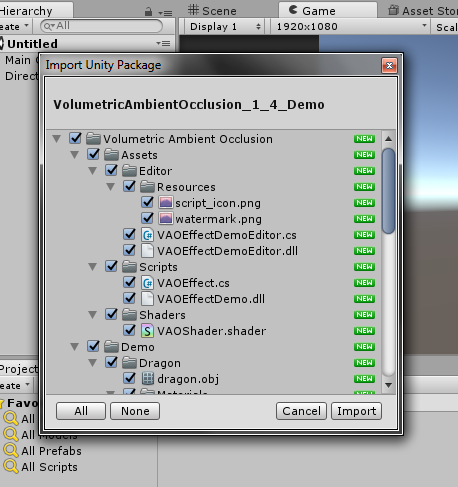 Hierarchy
Scene
Game
Asset Stor
eate
All
Display 1
1920x1080
Scal
Untitled
Main C
Direct
Import Unity Package
VolumetricAmbientOcclusion_1_4_Demo
Volumetric Ambient Occlusion NEW
Assets NEW
Editor NEW
Resources NEW
script_icon.png NEW
watermark.png NEW
VAOEffectDemoEditor.cs NEW
VAOEffectDemoEditor.dll NEW
Scripts NEW
VAOEffect.cs NEW
VAOEffectDemo.dll NEW
Shaders NEW
VAOShader.shader NEW
Demo NEW
Dragon NEW
dragon.obj NEW
Materials
Project
eate
Favo
All
All Models
All Prefabs
All Scripts
All
None
Cancel
Import